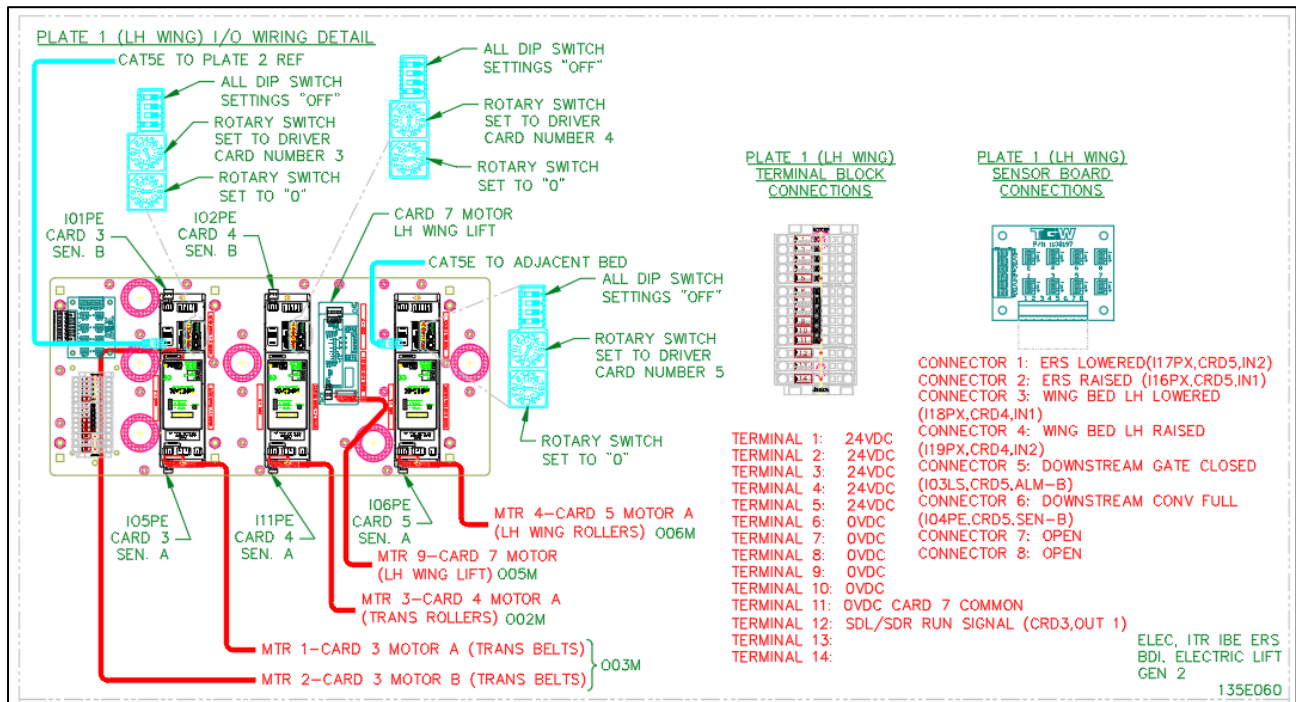 PLATE 1 (LH WING) I/O WIRING DETAIL
CAT5E TO PLATE 2 REF
ALL DIP SWITCH
SETTINGS "OFF"
ROTARY SWITCH
SET TO DRIVER
CARD NUMBER 3
ROTARY SWITCH
SET TO "0"
ALL DIP SWITCH
SETTINGS "OFF"
ROTARY SWITCH
SET TO DRIVER
CARD NUMBER 4
ROTARY SWITCH
SET TO "0"
I01PE
CARD 3
SEN. B
I02PE
CARD 4
SEN. B
CARD 7 MOTOR
LH WING LIFT
CAT5E TO ADJACENT BED
ALL DIP SWITCH
SETTINGS "OFF"
ROTARY SWITCH
SET TO DRIVER
CARD NUMBER 5
ROTARY SWITCH
SET TO "0"
I05PE
CARD 3
SEN. A
I11PE
CARD 4
SEN. A
I06PE
CARD 5
SEN. A
MTR 4-CARD 5 MOTOR A
(LH WING ROLLERS) O06M
MTR 9-CARD 7 MOTOR
(LH WING LIFT) O05M
MTR 3-CARD 4 MOTOR A
(TRANS ROLLERS) O02M
MTR 1-CARD 3 MOTOR A (TRANS BELTS)
MTR 2-CARD 3 MOTOR B (TRANS BELTS)
O03M
PLATE 1 (LH WING)
TERMINAL BLOCK
CONNECTIONS
TERMINAL 1: 24VDC
TERMINAL 2: 24VDC
TERMINAL 3: 24VDC
TERMINAL 4: 24VDC
TERMINAL 5: 24VDC
TERMINAL 6: 0VDC
TERMINAL 7: 0VDC
TERMINAL 8: 0VDC
TERMINAL 9: 0VDC
TERMINAL 10: 0VDC
TERMINAL 11: 0VDC CARD 7 COMMON
TERMINAL 12: SDL/SDR RUN SIGNAL (CRD3,OUT 1)
TERMINAL 13:
TERMINAL 14:
PLATE 1 (LH WING)
SENSOR BOARD
CONNECTIONS
TGW
P/N 1108197
1 2 3 4 5 6 7 8
CONNECTOR 1: ERS LOWERED(I17PX,CRD5,IN2)
CONNECTOR 2: ERS RAISED (I16PX,CRD5,IN1)
CONNECTOR 3: WING BED LH LOWERED
(I18PX,CRD4,IN1)
CONNECTOR 4: WING BED LH RAISED
(I19PX,CRD4,IN2)
CONNECTOR 5: DOWNSTREAM GATE CLOSED
(I03LS,CRD5,ALM-B)
CONNECTOR 6: DOWNSTREAM CONV FULL
(I04PE,CRD5,SEN-B)
CONNECTOR 7: OPEN
CONNECTOR 8: OPEN
ELEC, ITR IBE ERS
BDI, ELECTRIC LIFT
GEN 2
135E060